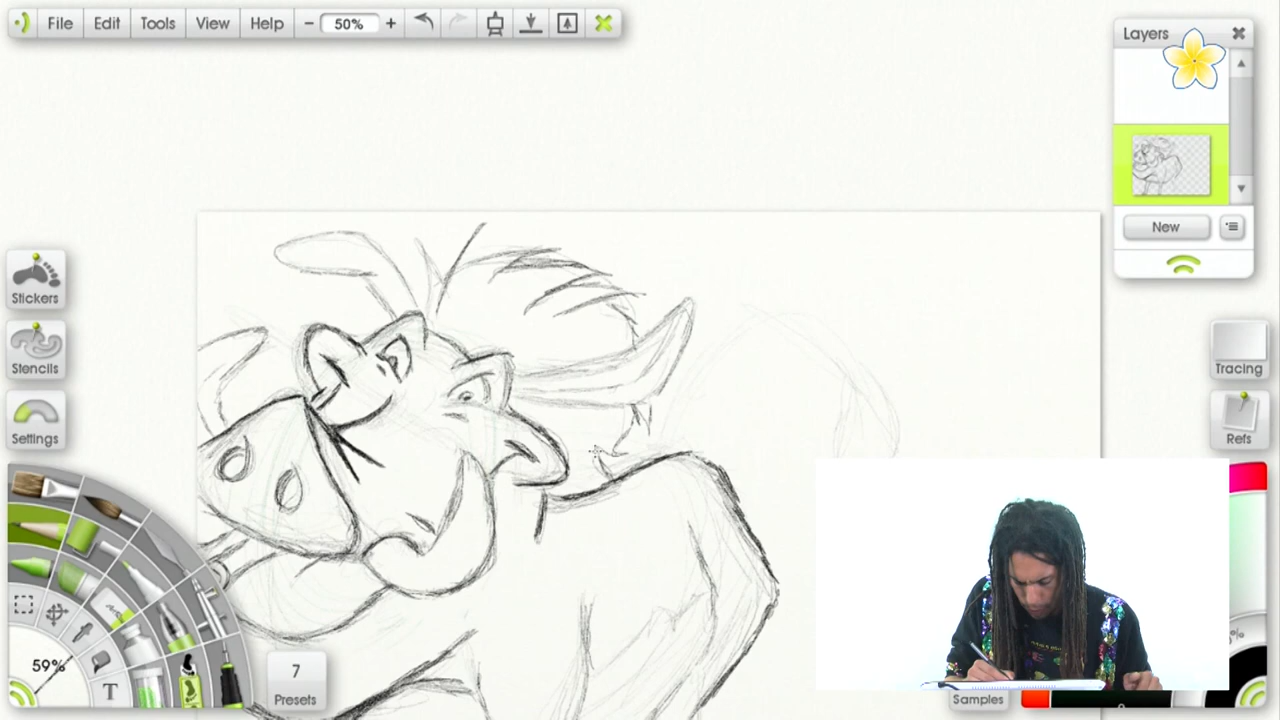 File Edit Tools View Help − 50% +
Layers
New
Stickers
Stencils
Settings
Tracing
Refs
59%
T
7
Presets
Samples